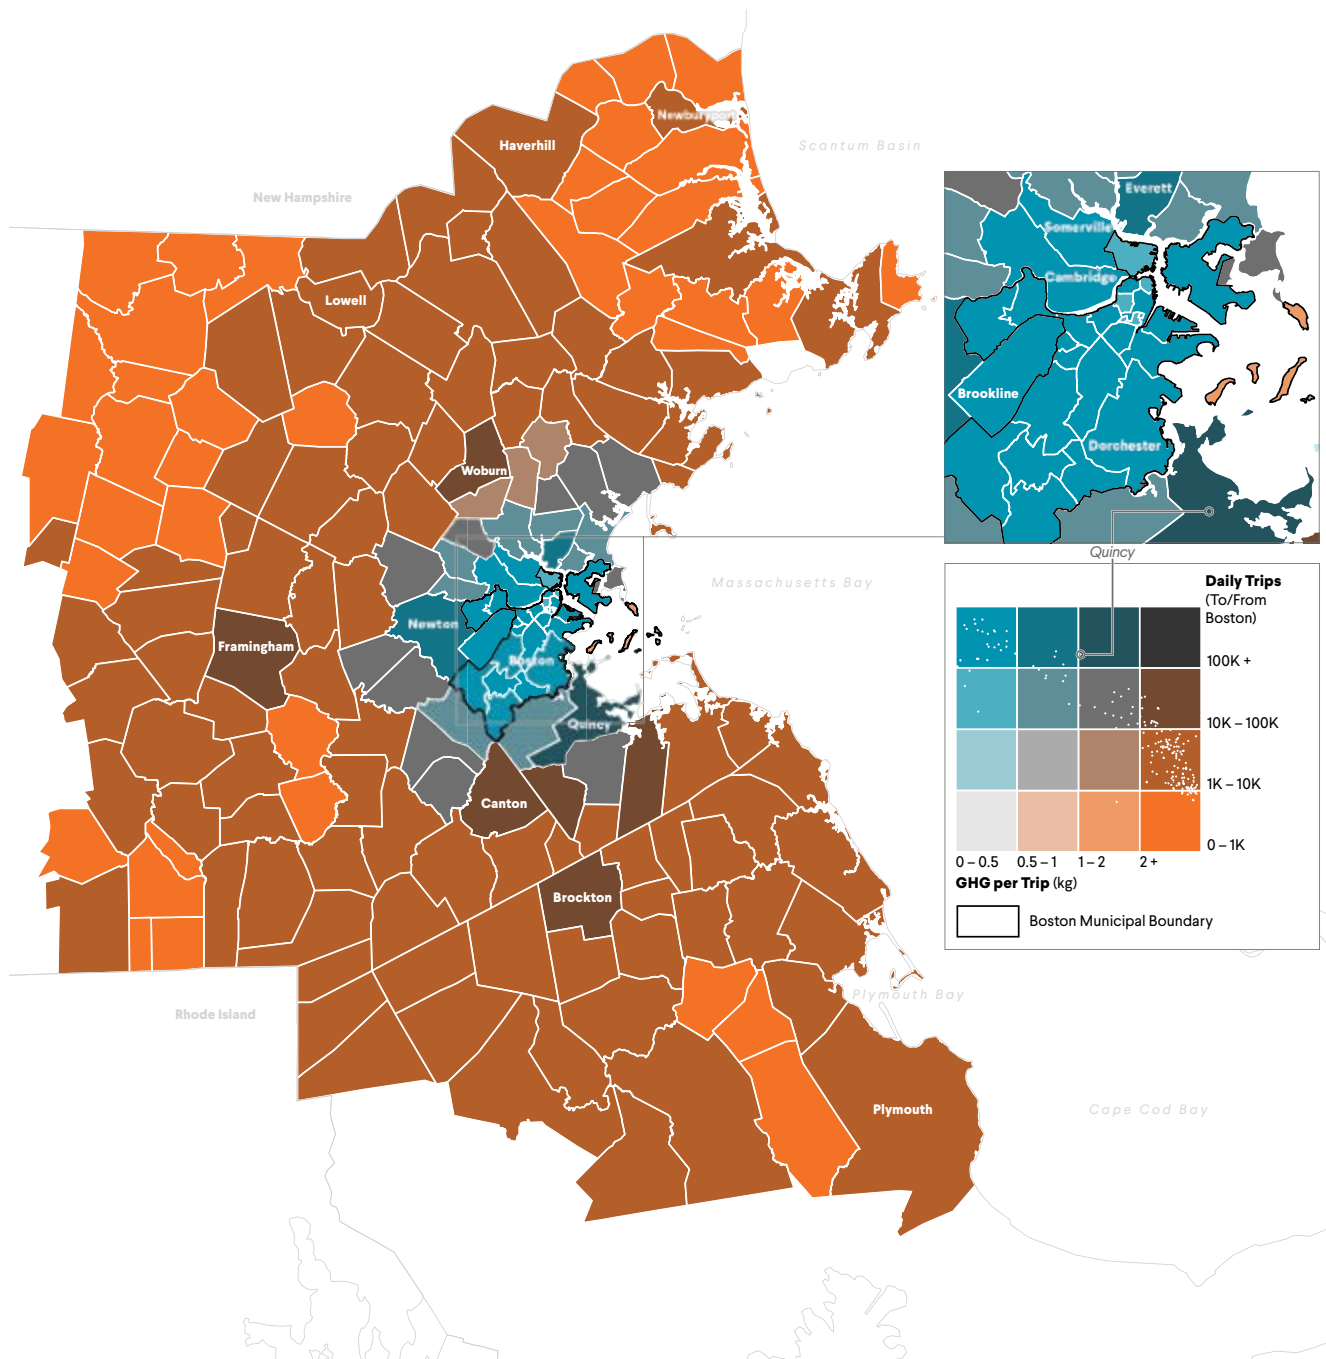 Newburyport
Haverhill
Scantum Basin
New Hampshire
Everett
Somerville
Cambridge
Lowell
Brookline
Dorchester
Woburn
Quincy
Massachusetts Bay
Newton
Framingham
Boston
Quincy
Canton
Brockton
Daily Trips
(To/From
Boston)
100K +
10K – 100K
1K – 10K
0 – 1K
0 – 0.5
0.5 – 1
1 – 2
2 +
GHG per Trip (kg)
Boston Municipal Boundary
Plymouth Bay
Rhode Island
Plymouth
Cape Cod Bay